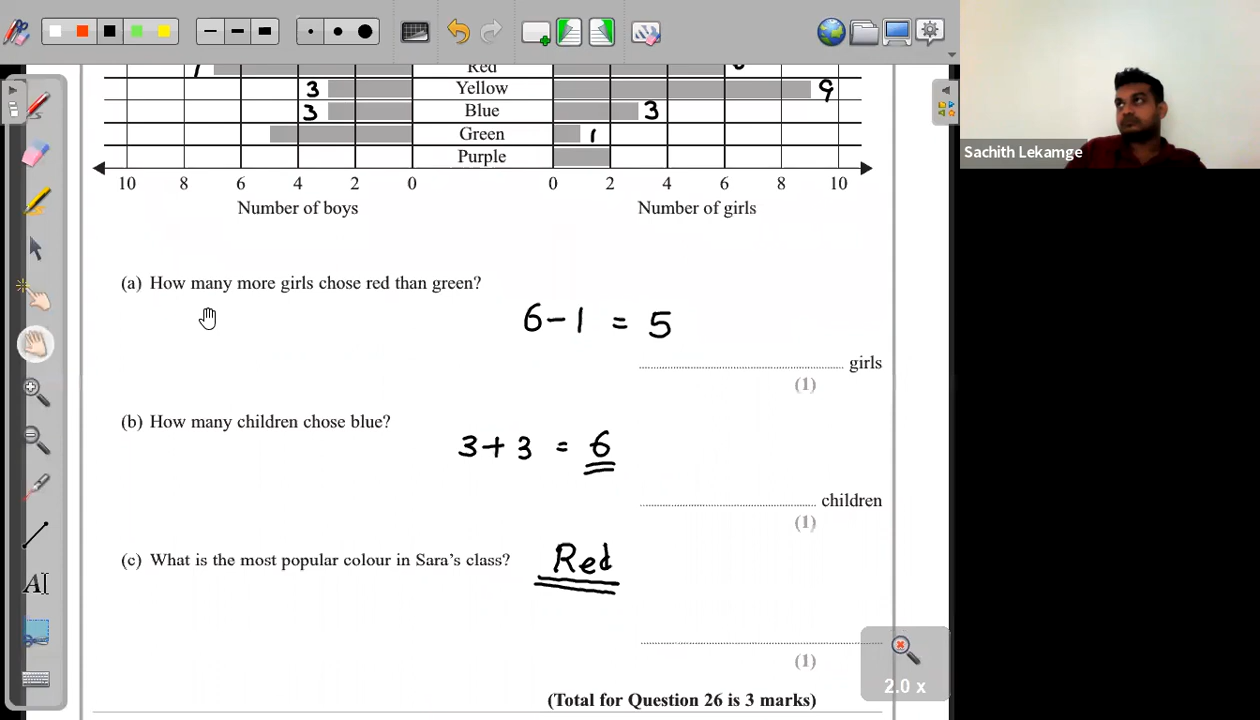 Red
3 Yellow 9
3 Blue 3
Green 1
Purple
10 8 6 4 2 0 0 2 4 6 8 10
Number of boys Number of girls
Sachith Lekamge
(a) How many more girls chose red than green?
6 - 1 = 5
girls
(1)
(b) How many children chose blue?
3 + 3 = 6
children
(1)
(c) What is the most popular colour in Sara's class? Red
(1)
2.0 x
(Total for Question 26 is 3 marks)